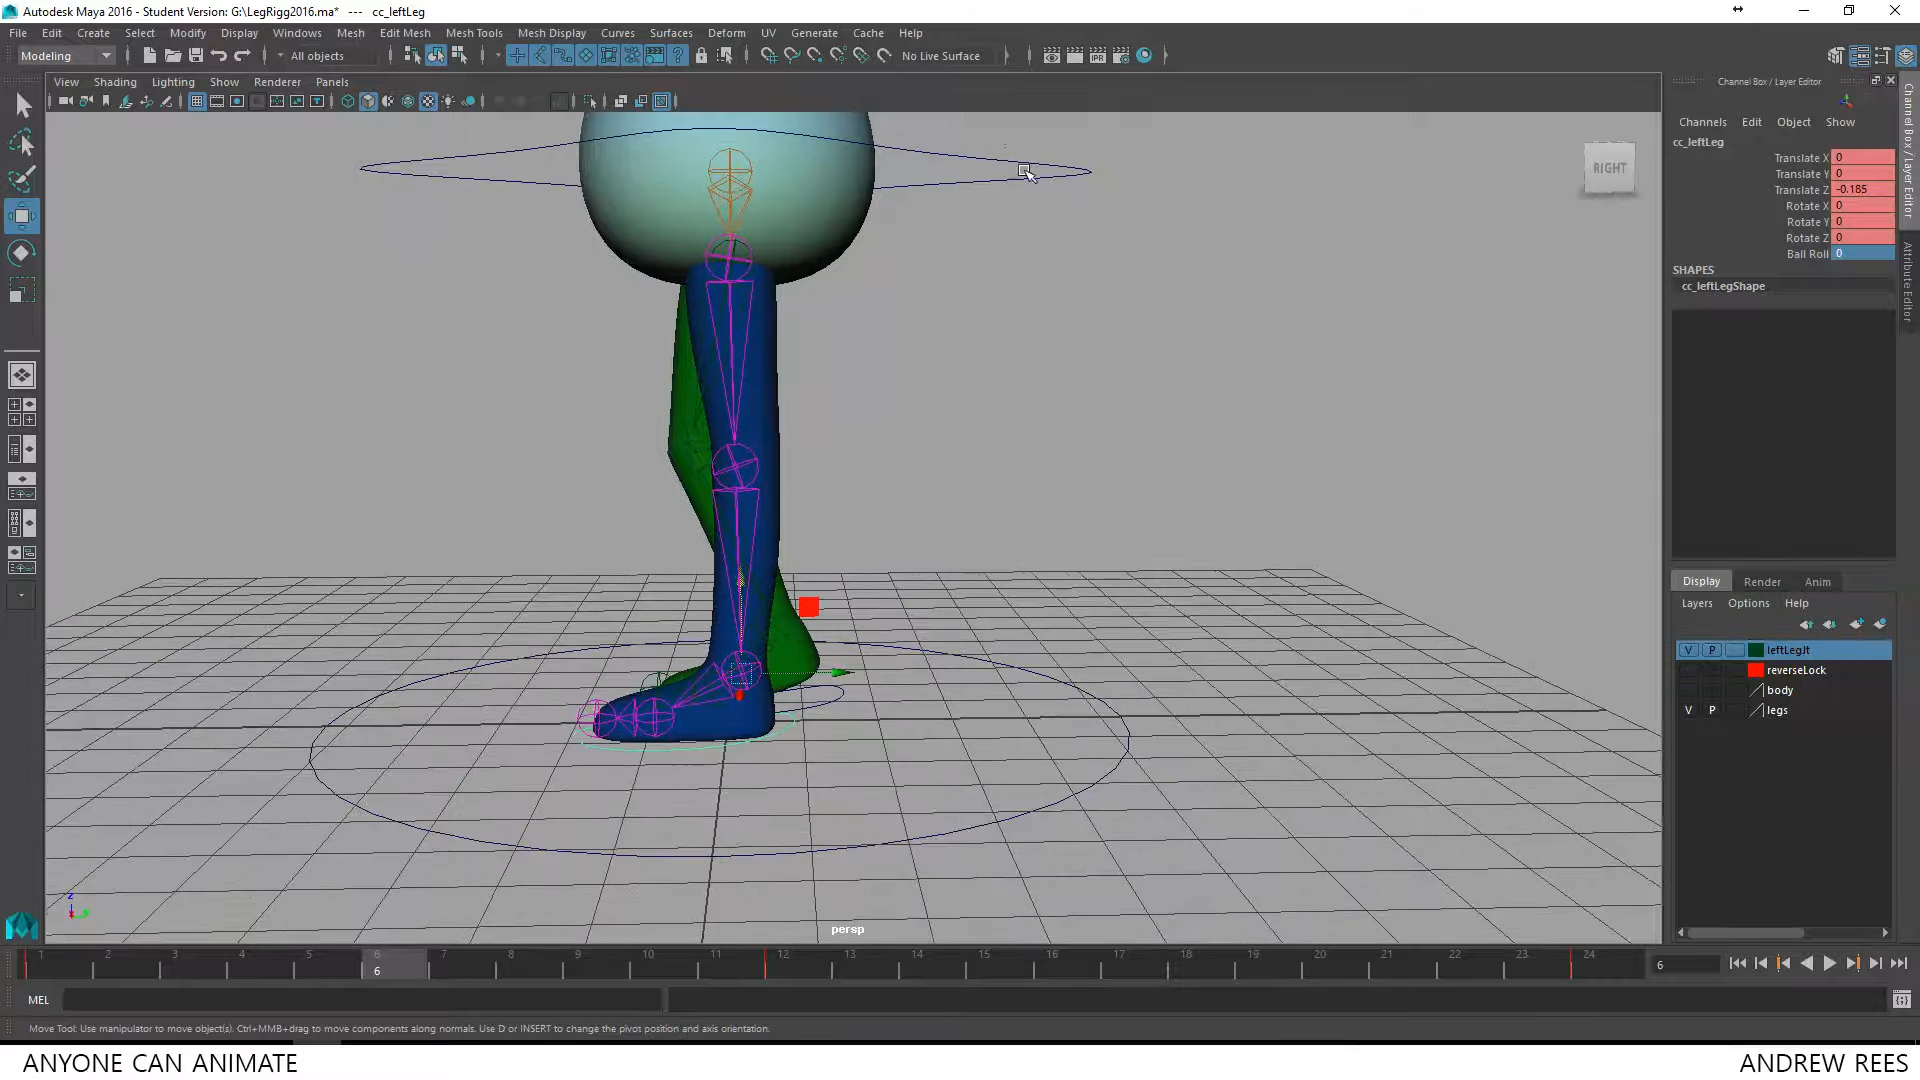 Autodesk Maya 2016 - Student Version: G:\LegRigg2016.ma*   ---   cc_leftLeg
File Edit Create Select Modify Display Windows Mesh Edit Mesh Mesh Tools Mesh Display Curves Surfaces Deform UV Generate Cache Help
Modeling All objects No Live Surface
View Shading Lighting Show Renderer Panels
Channel Box / Layer Editor
Channels Edit Object Show
cc_leftLeg
Translate X 0
Translate Y 0
Translate Z -0.185
Rotate X 0
Rotate Y 0
Rotate Z 0
Ball Roll 0
SHAPES
cc_leftLegShape
Channel Box / Layer Editor
Attribute Editor
RIGHT
IPR
Display Render Anim
Layers Options Help
V P leftLegJt
reverseLock
body
V P legs
z
persp
1 2 3 4 5 6 7 8 9 10 11 12 13 14 15 16 17 18 19 20 21 22 23 24
6
6
MEL
Move Tool: Use manipulator to move object(s). Ctrl+MMB+drag to move components along normals. Use D or INSERT to change the pivot position and axis orientation.
ANYONE CAN ANIMATE
ANDREW REES